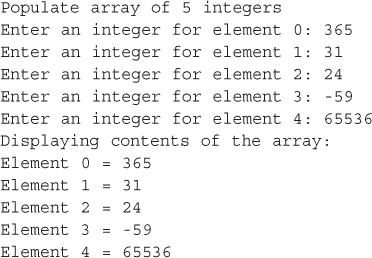 Populate array of 5 integers
Enter an integer for element 0: 365
Enter an integer for element 1: 31
Enter an integer for element 2: 24
Enter an integer for element 3: -59
Enter an integer for element 4: 65536
Displaying contents of the array:
Element 0 = 365
Element 1 = 31
Element 2 = 24
Element 3 = -59
Element 4 = 65536